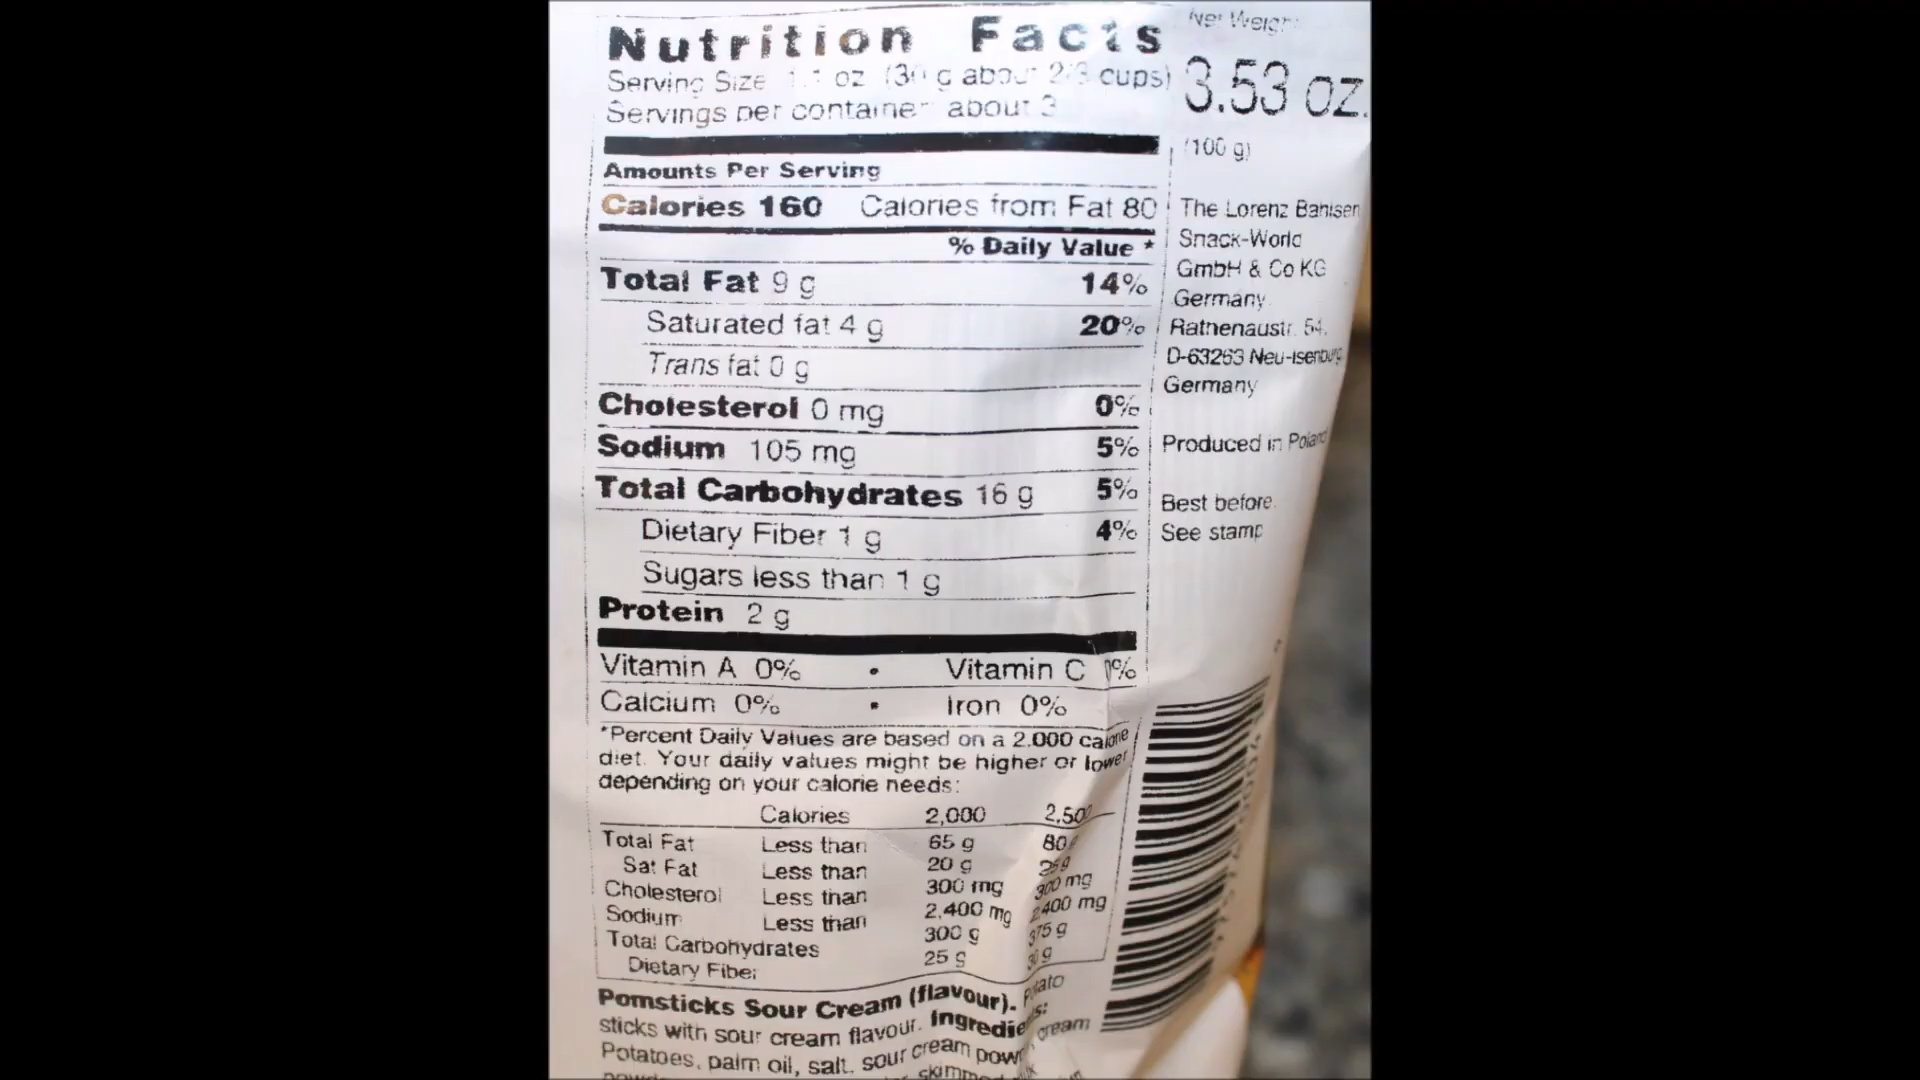 Nutrition Facts
Serving Size 1.1 oz (30 g about 2/3 cups)
Servings per container about 3
Amounts Per Serving
Calories 160 Calories from Fat 80
% Daily Value *
Total Fat 9 g 14%
Saturated fat 4 g 20%
Trans fat 0 g
Cholesterol 0 mg 0%
Sodium 105 mg 5%
Total Carbohydrates 16 g 5%
Dietary Fiber 1 g 4%
Sugars less than 1 g
Protein 2 g
Vitamin A 0% • Vitamin C 0%
Calcium 0% • Iron 0%
*Percent Daily Values are based on a 2.000 calorie
diet. Your daily values might be higher or lower
depending on your calorie needs:
Calories 2,000 2,500
Total Fat Less than 65 g 80 g
Sat Fat Less than 20 g 25 g
Cholesterol Less than 300 mg 300 mg
Sodium Less than 2,400 mg 2,400 mg
Total Carbohydrates 300 g 375 g
Dietary Fiber 25 g 30 g
Pomsticks Sour Cream (flavour). Potato
sticks with sour cream flavour. Ingredients:
Potatoes, palm oil, salt, sour cream cream
skimmed
Net Weight
3.53 oz.
(100 g)
The Lorenz Bahlsen
Snack-World
GmbH & Co KG
Germany
Rathenaustr. 54,
D-63263 Neu-Isenburg
Germany
Produced in Poland
Best before:
See stamp